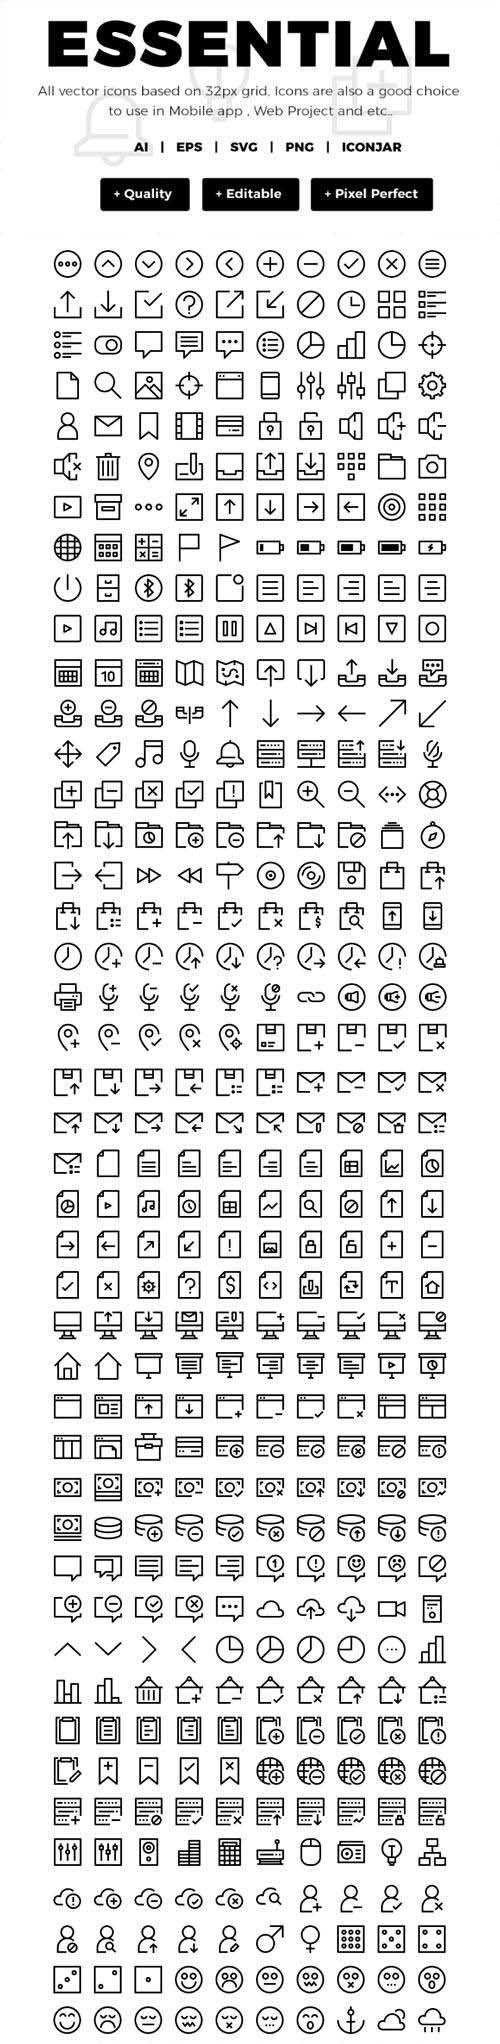 ESSENTIAL
All vector icons based on 32px grid, Icons are also a good choice
to use in Mobile app , Web Project and etc..
AI | EPS | SVG | PNG | ICONJAR
+ Quality + Editable + Pixel Perfect
10